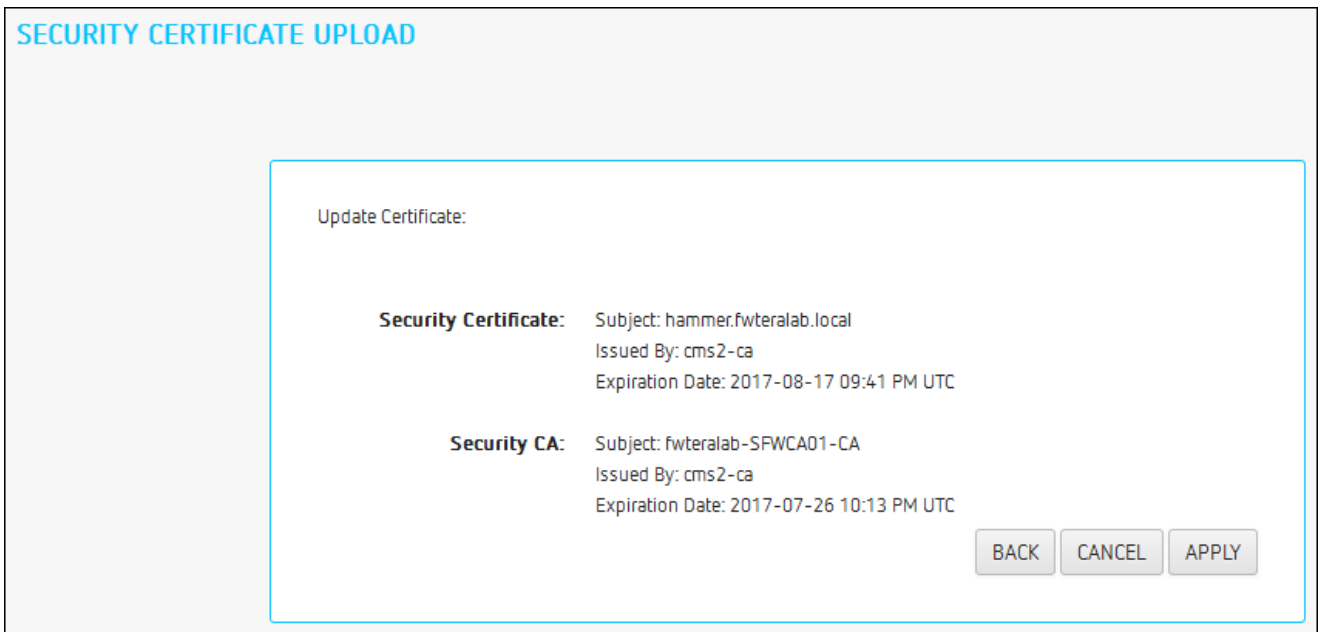 SECURITY CERTIFICATE UPLOAD
Update Certificate:
Security Certificate: Subject: hammer.fwteralab.local
Issued By: cms2-ca
Expiration Date: 2017-08-17 09:41 PM UTC
Security CA: Subject: fwteralab-SFWCA01-CA
Issued By: cms2-ca
Expiration Date: 2017-07-26 10:13 PM UTC
BACK CANCEL APPLY